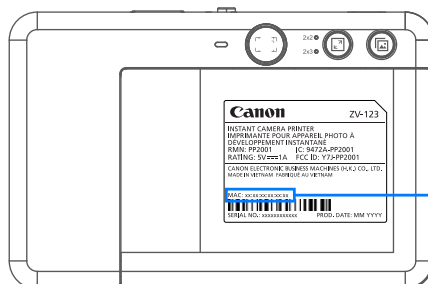 2x2
2x3
Canon ZV-123
INSTANT CAMERA PRINTER
IMPRIMANTE POUR APPAREIL PHOTO À
DÉVELOPPEMENT INSTANTANÉ
RMN: PP2001 IC: 9472A-PP2001
RATING: 5V⎓1A FCC ID: Y7J-PP2001
CANON ELECTRONIC BUSINESS MACHINES (H.K.) CO., LTD.
MADE IN VIETNAM FABRIQUÉ AU VIETNAM
MAC: xx:xx:xx:xx:xx:xx
SERIAL NO.: xxxxxxxxxxxx PROD. DATE: MM YYYY